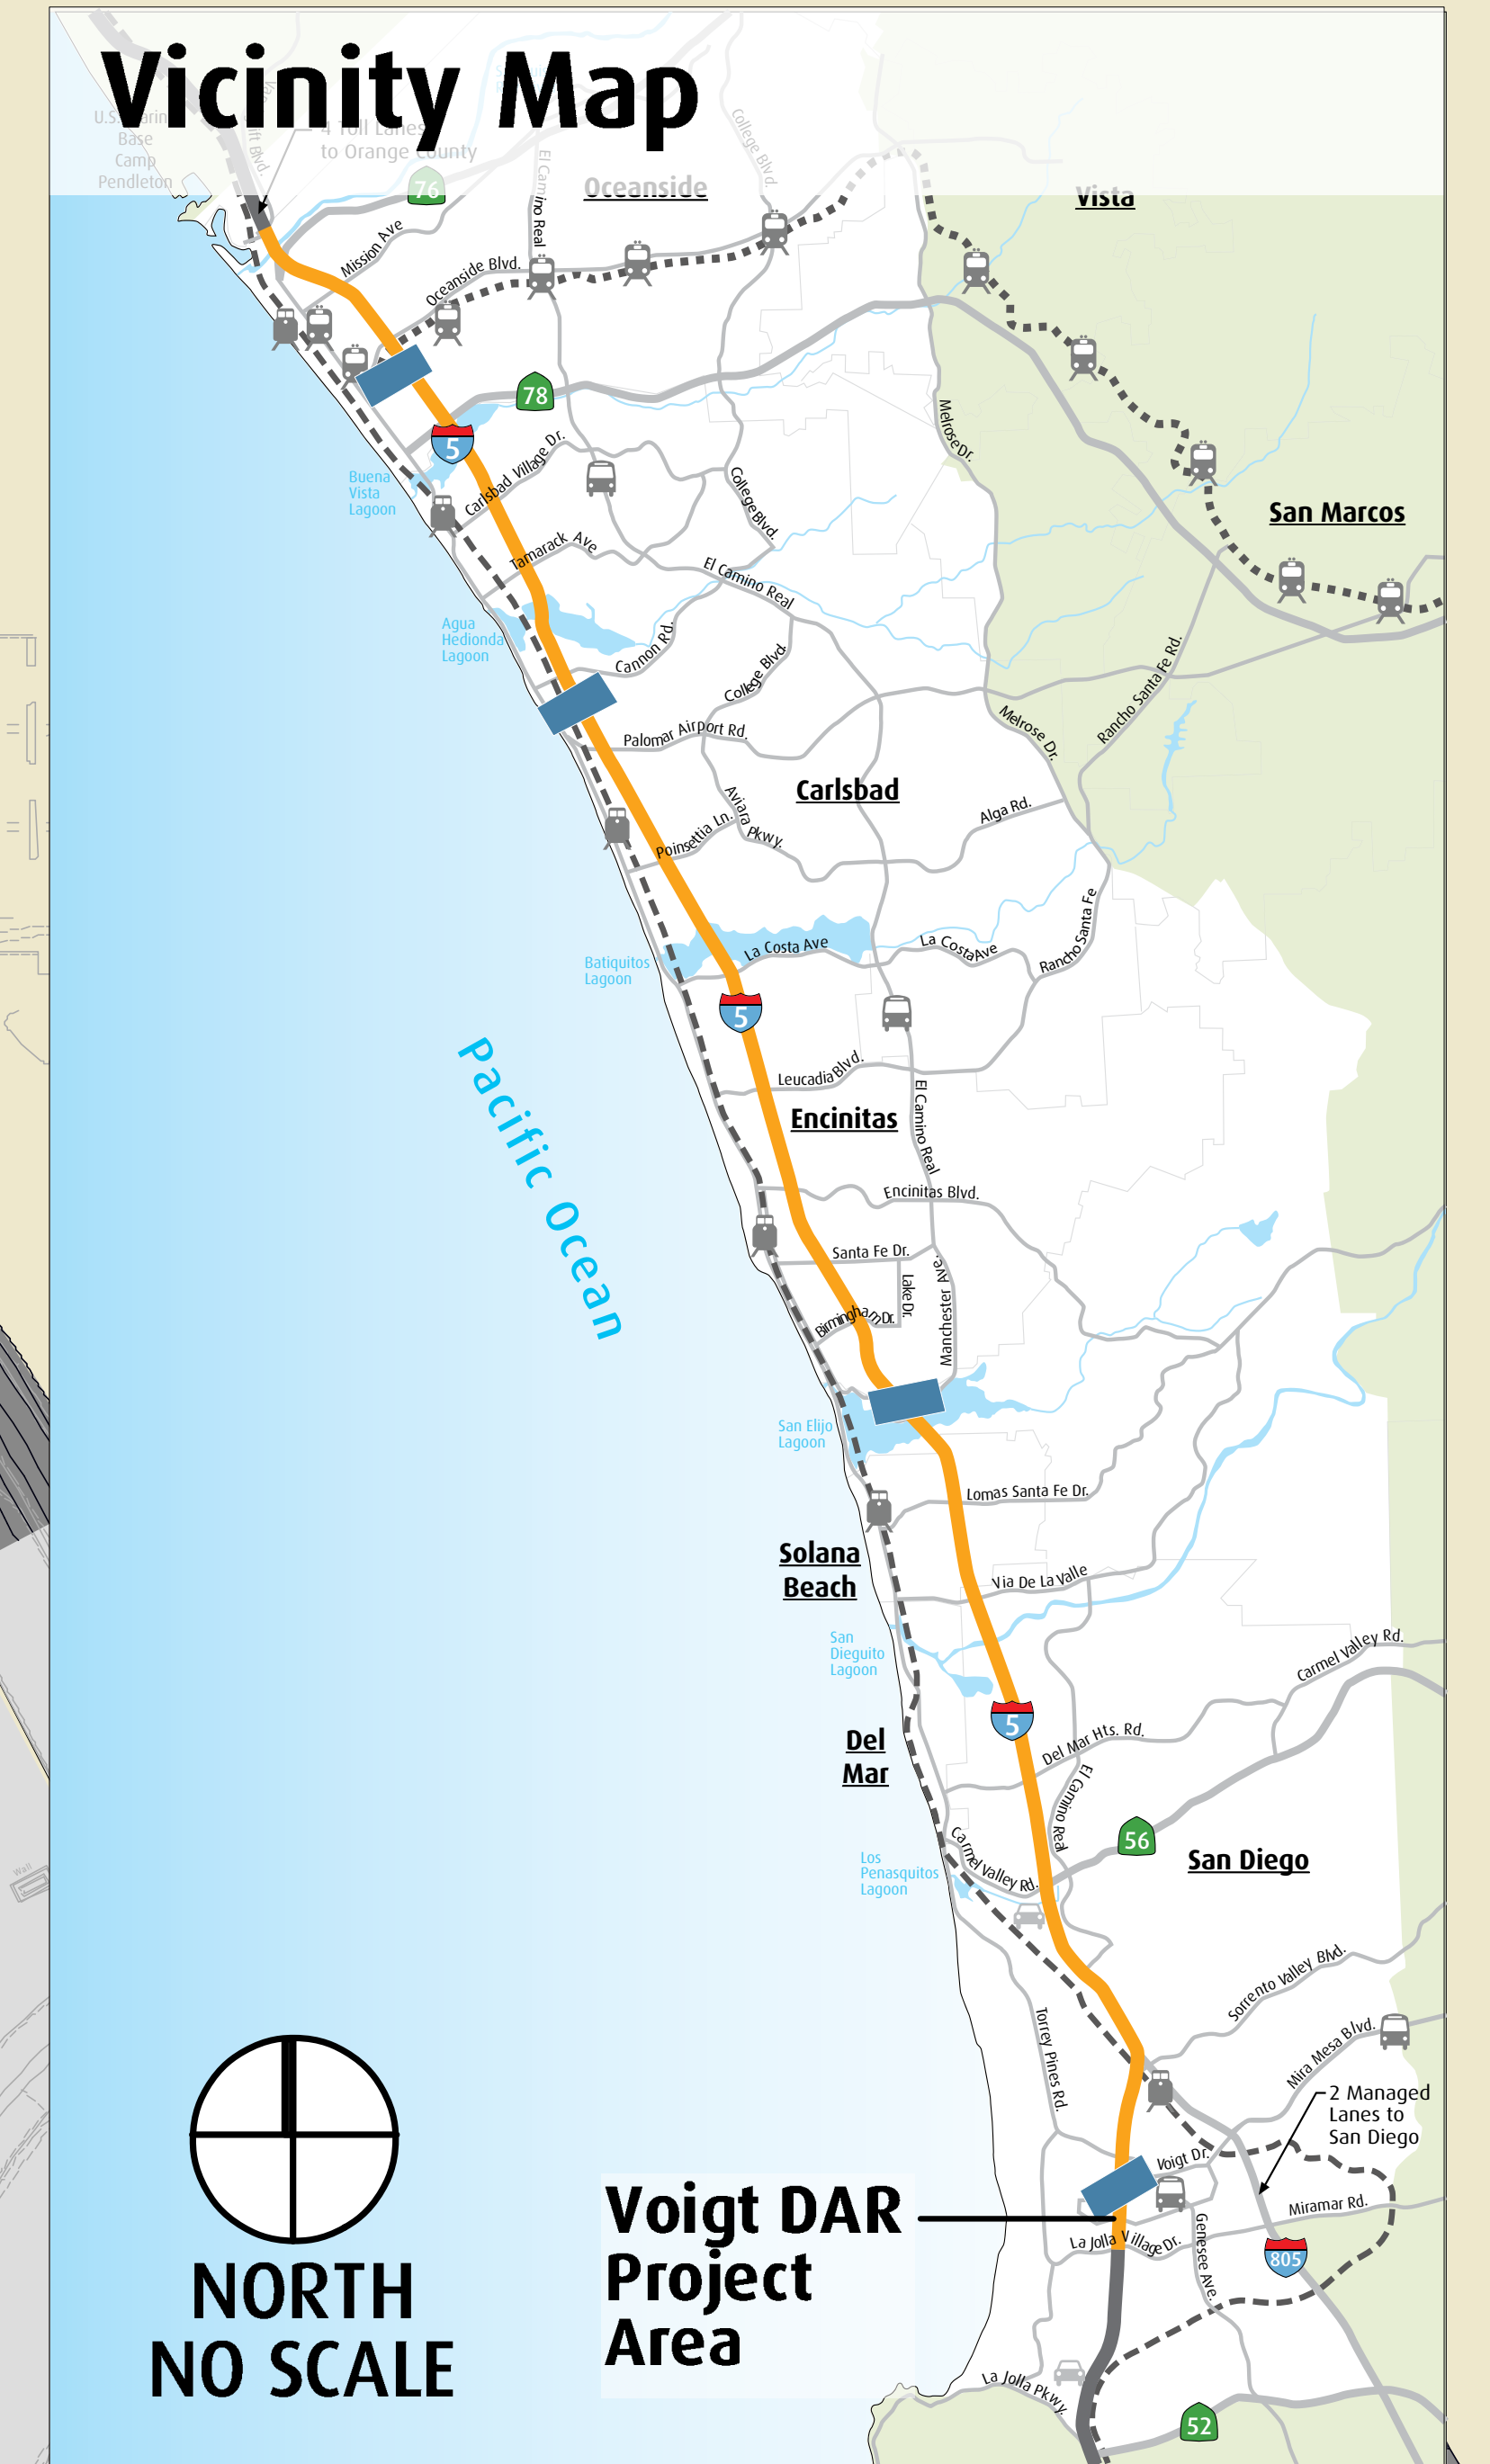 Vicinity Map
U.S. Marin
Base
Camp
Pendleton
4 Toll Lanes
to Orange County
76
Oceanside
College Blvd.
Vista
El Camino Real
Mission Ave
Oceanside Blvd.
78
5
Buena
Vista
Lagoon
Carlsbad Village Dr.
College Blvd.
Melrose Dr.
San Marcos
Tamarack Ave
El Camino Real
Agua
Hedionda
Lagoon
Cannon Rd.
College Blvd.
Rancho Santa Fe Rd.
Palomar Airport Rd.
Melrose Dr.
Carlsbad
Aviara Pkwy.
Alga Rd.
Poinsettia Ln.
Rancho Santa Fe
La Costa Ave
La Costa Ave
Batiquitos
Lagoon
5
Pacific Ocean
Leucadia Blvd.
Encinitas
El Camino Real
Encinitas Blvd.
Santa Fe Dr.
Lake Dr.
Manchester Ave.
Birmingham Dr.
San Elijo
Lagoon
Lomas Santa Fe Dr.
Solana
Beach
Via De La Valle
San
Dieguito
Lagoon
Carmel Valley Rd.
5
Del
Mar
Del Mar Hts. Rd.
El Camino Real
56
San Diego
Carmel Valley Rd.
Los
Penasquitos
Lagoon
Wall
Sorrento Valley Blvd.
Torrey Pines Rd.
Mira Mesa Blvd.
2 Managed
Lanes to
San Diego
Voigt Dr.
Miramar Rd.
La Jolla Village Dr.
Genesee Ave.
805
Voigt DAR
Project
Area
NORTH
NO SCALE
La Jolla Pkwy.
52